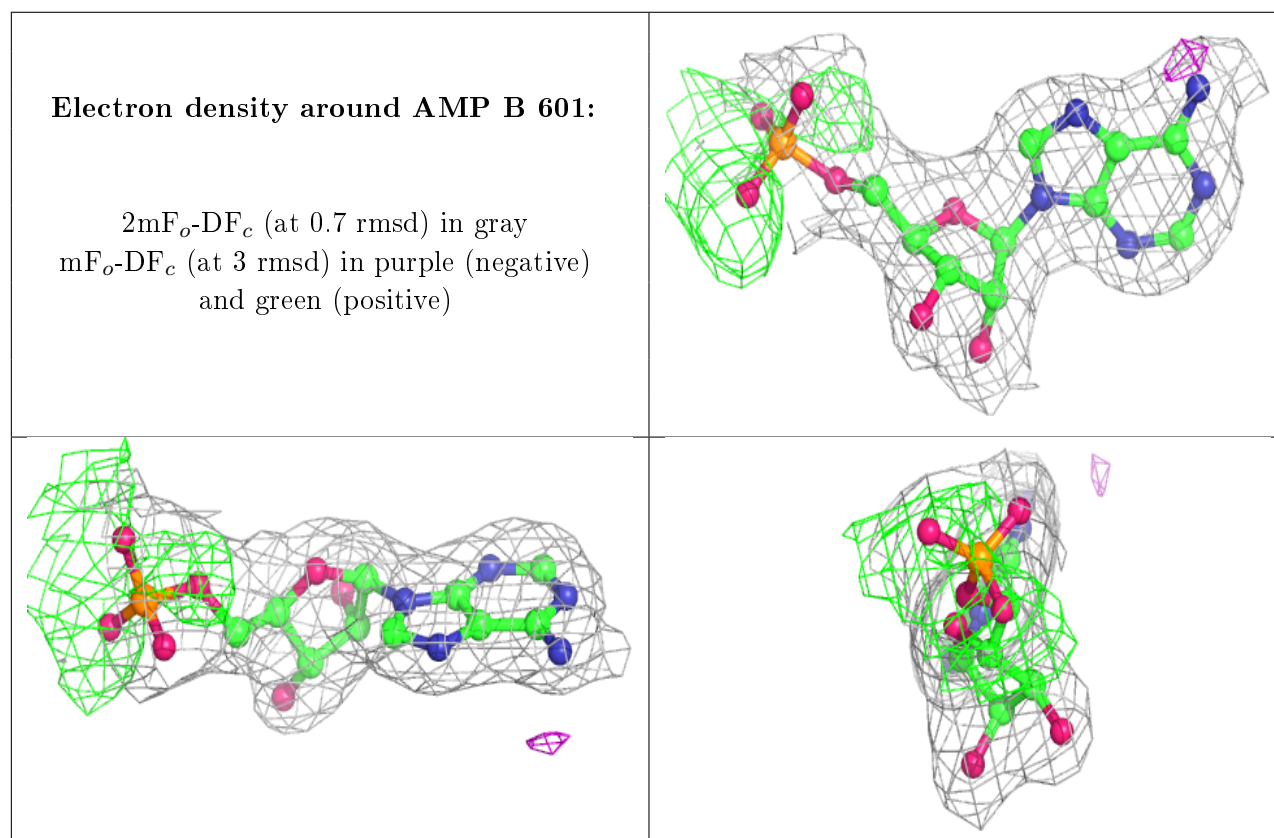 Electron density around AMP B 601:
2mFₒ-DF𝒸 (at 0.7 rmsd) in gray
mFₒ-DF𝒸 (at 3 rmsd) in purple (negative)
and green (positive)